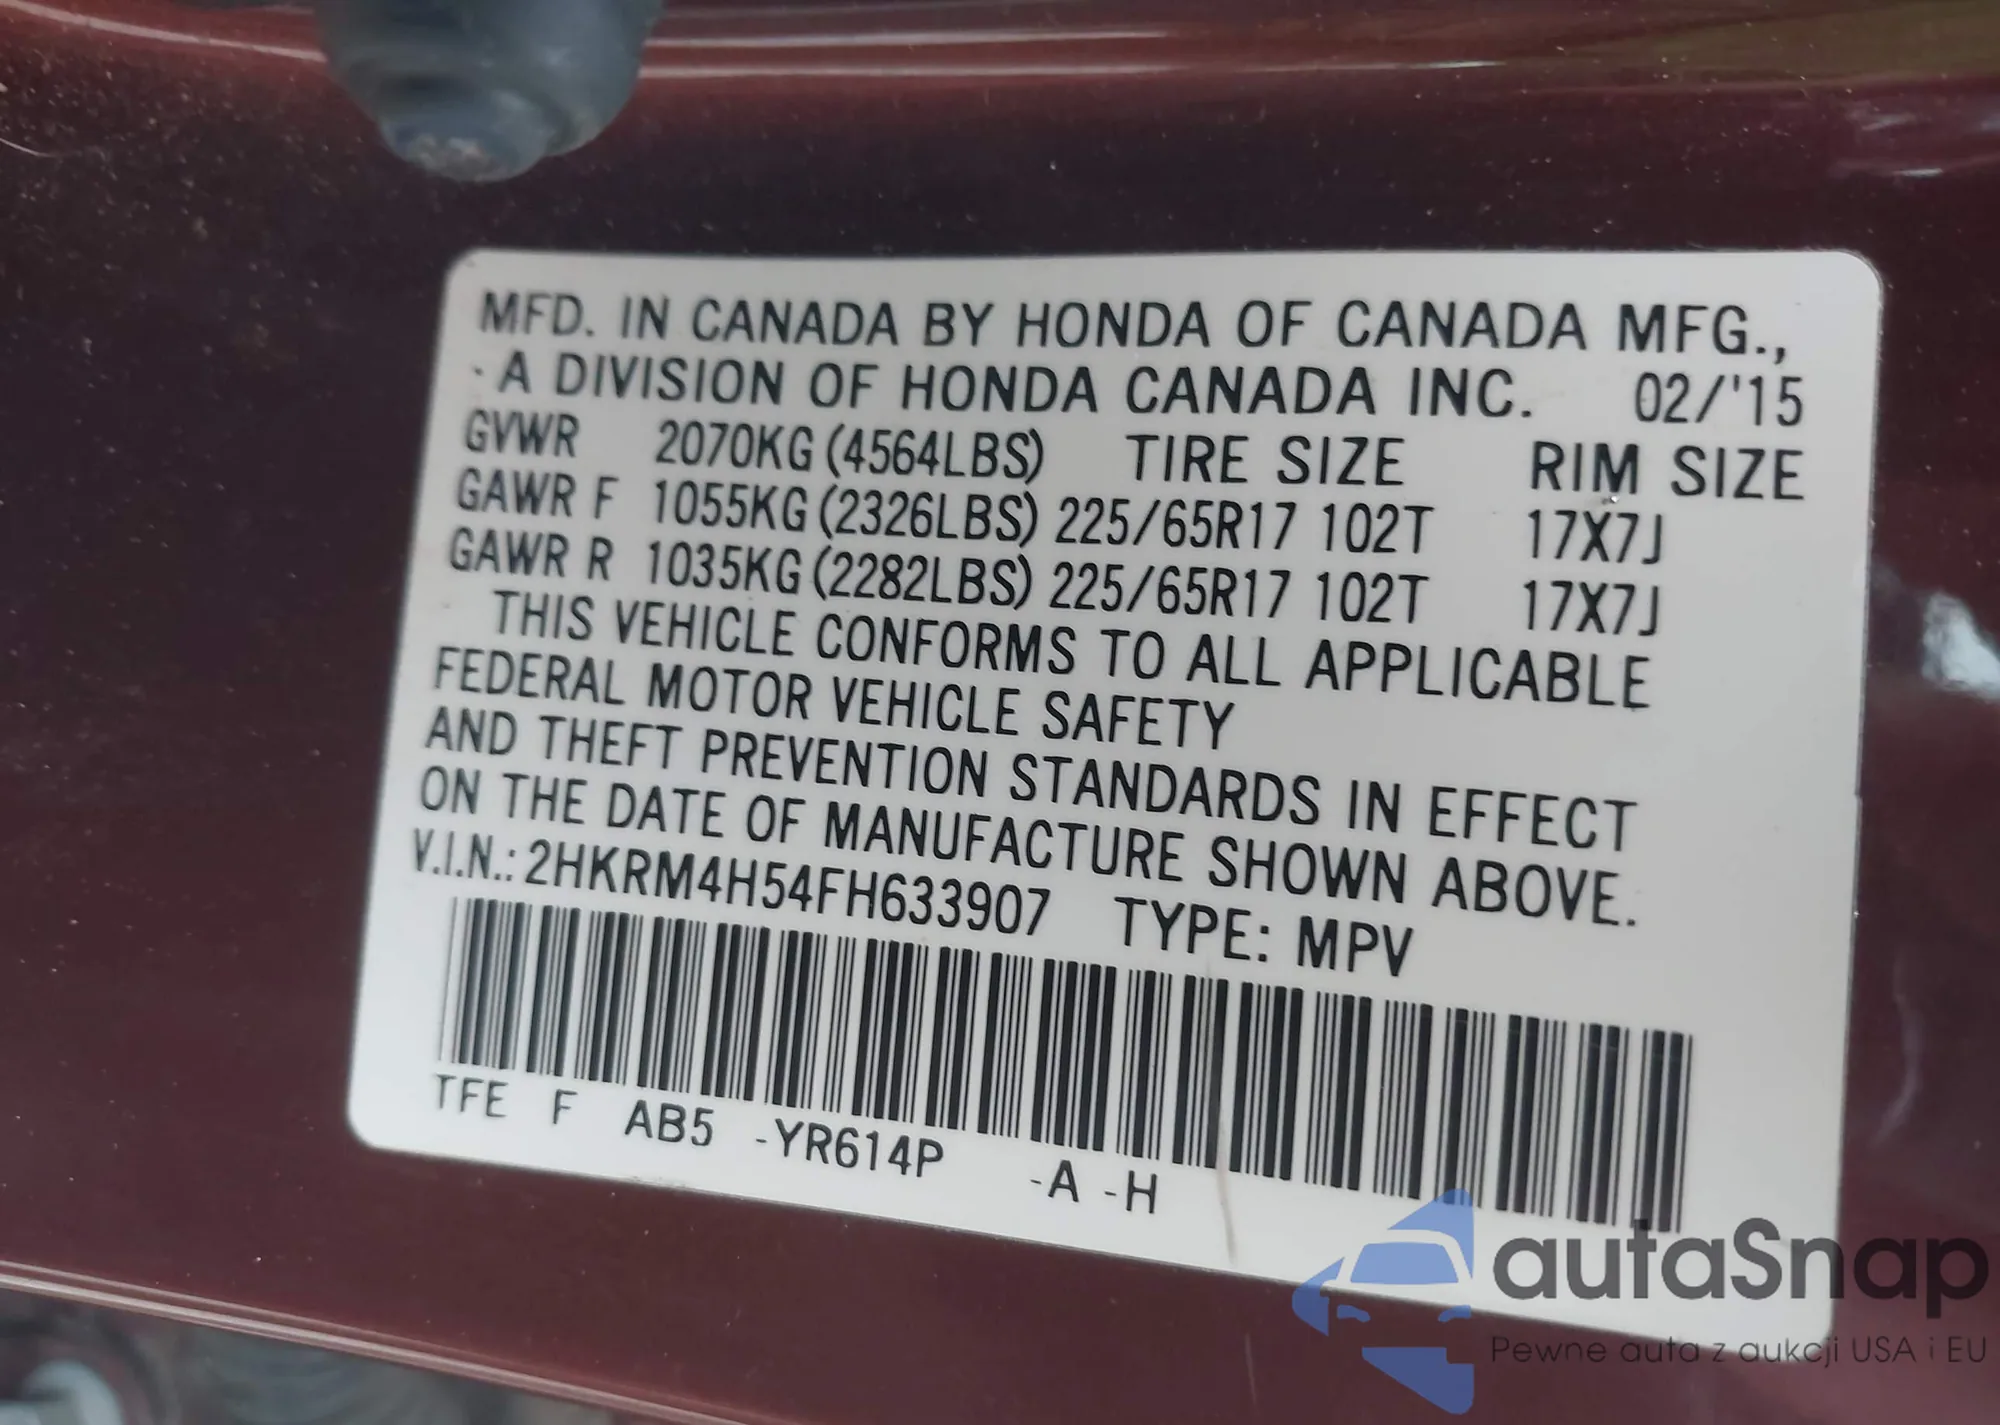 MFD. IN CANADA BY HONDA OF CANADA MFG.,
· A DIVISION OF HONDA CANADA INC. 02/'15
GVWR 2070KG (4564LBS) TIRE SIZE RIM SIZE
GAWR F 1055KG (2326LBS) 225/65R17 102T 17X7J
GAWR R 1035KG (2282LBS) 225/65R17 102T 17X7J
THIS VEHICLE CONFORMS TO ALL APPLICABLE
FEDERAL MOTOR VEHICLE SAFETY
AND THEFT PREVENTION STANDARDS IN EFFECT
ON THE DATE OF MANUFACTURE SHOWN ABOVE.
V.I.N.: 2HKRM4H54FH633907 TYPE: MPV
TFE F AB5 -YR614P -A -H
autaSnap
Pewne auta z aukcji USA i EU